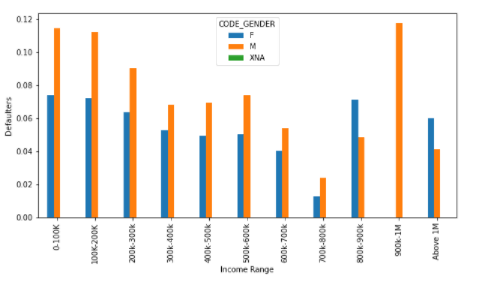 0.12
0.10
0.08
0.06
0.04
0.02
0.00
Defaulters
CODE_GENDER
F
M
XNA
0-100K
100K-200K
200k-300k
300k-400k
400k-500k
500k-600k
600k-700k
700k-800k
800k-900k
900k-1M
Above 1M
Income Range